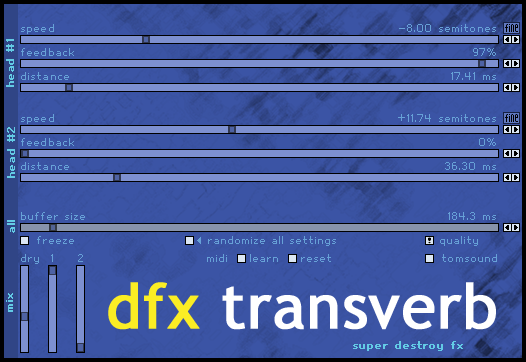 head #1
speed -8.00 semitones fine
feedback 97%
distance 17.41 ms
head #2
speed +11.74 semitones fine
feedback 0%
distance 36.30 ms
all
buffer size 184.3 ms
freeze randomize all settings quality
dry 1 2 midi learn reset tomsound
mix
dfx transverb
super destroy fx